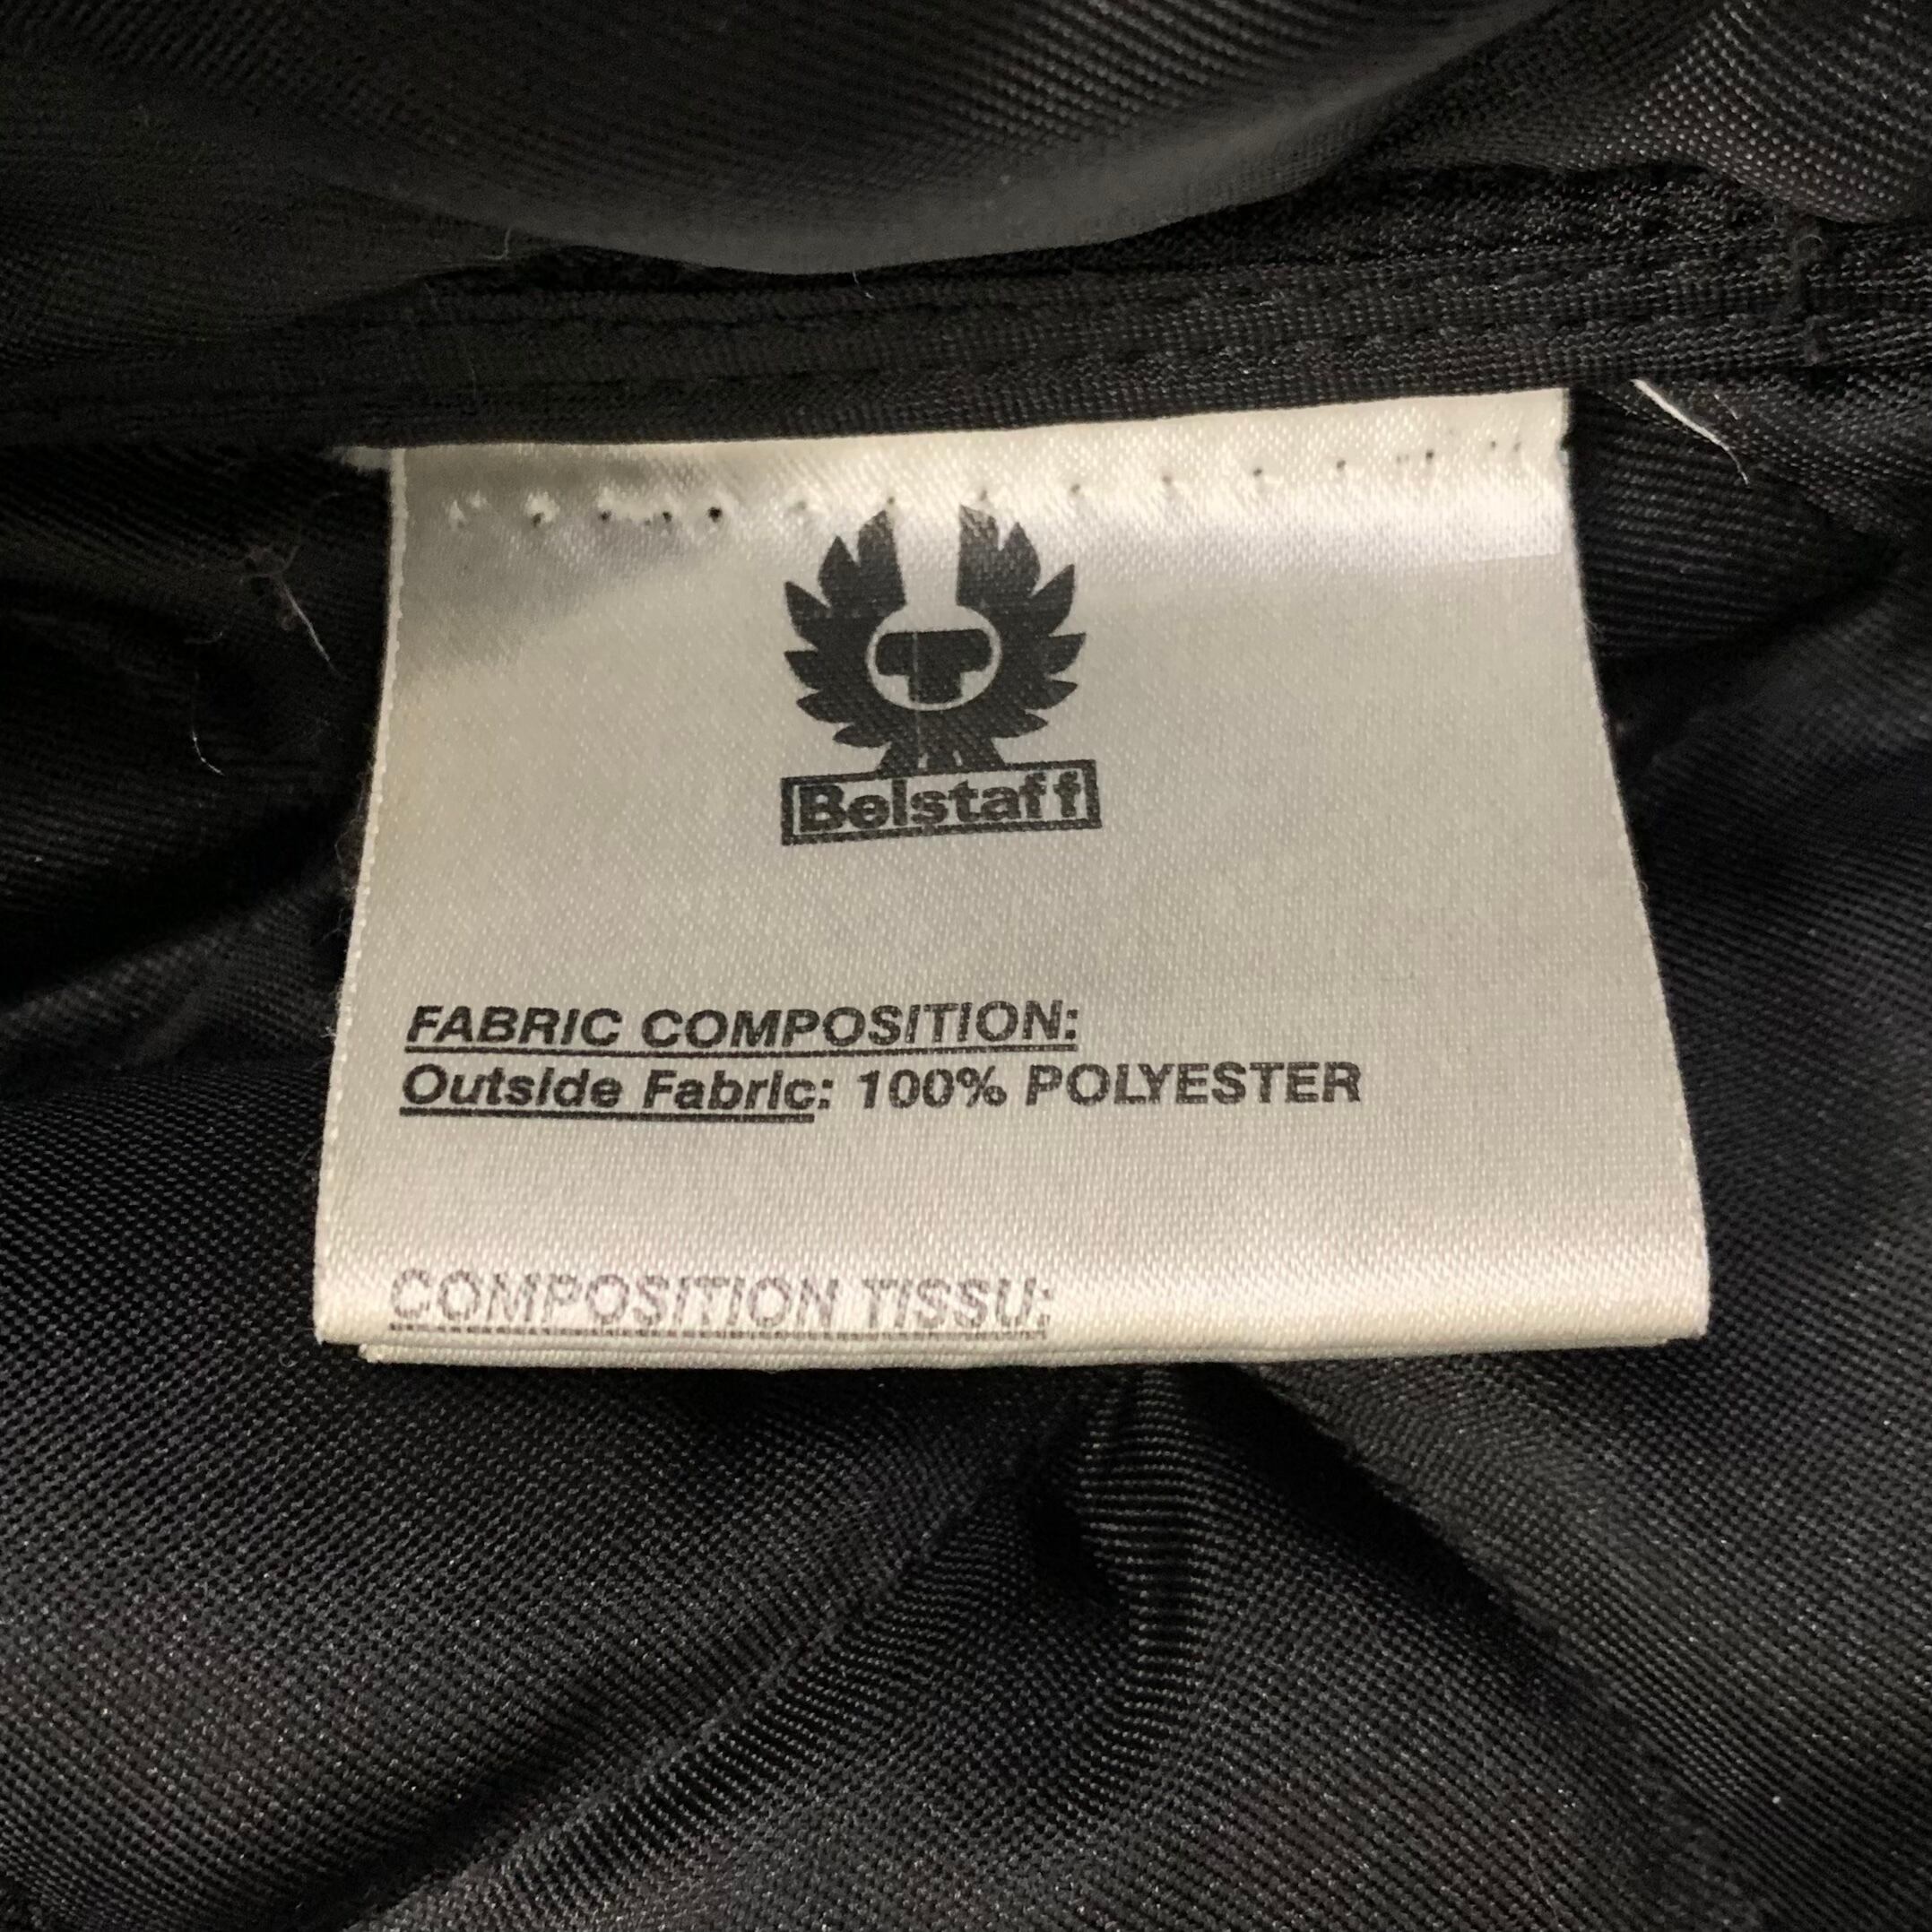 Belstaff
FABRIC COMPOSITION:
Outside Fabric: 100% POLYESTER
COMPOSITION TISSU: